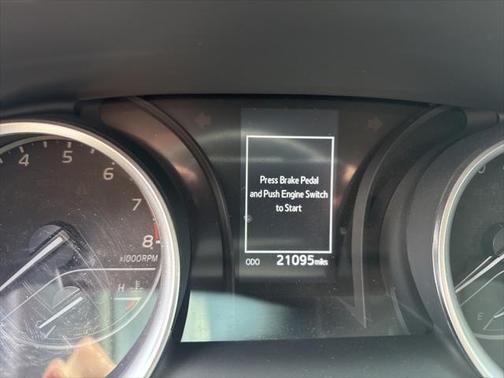 4 5 6
7
8
x1000RPM
H
Press Brake Pedal
and Push Engine Switch
to Start
ODO 21095 miles
E